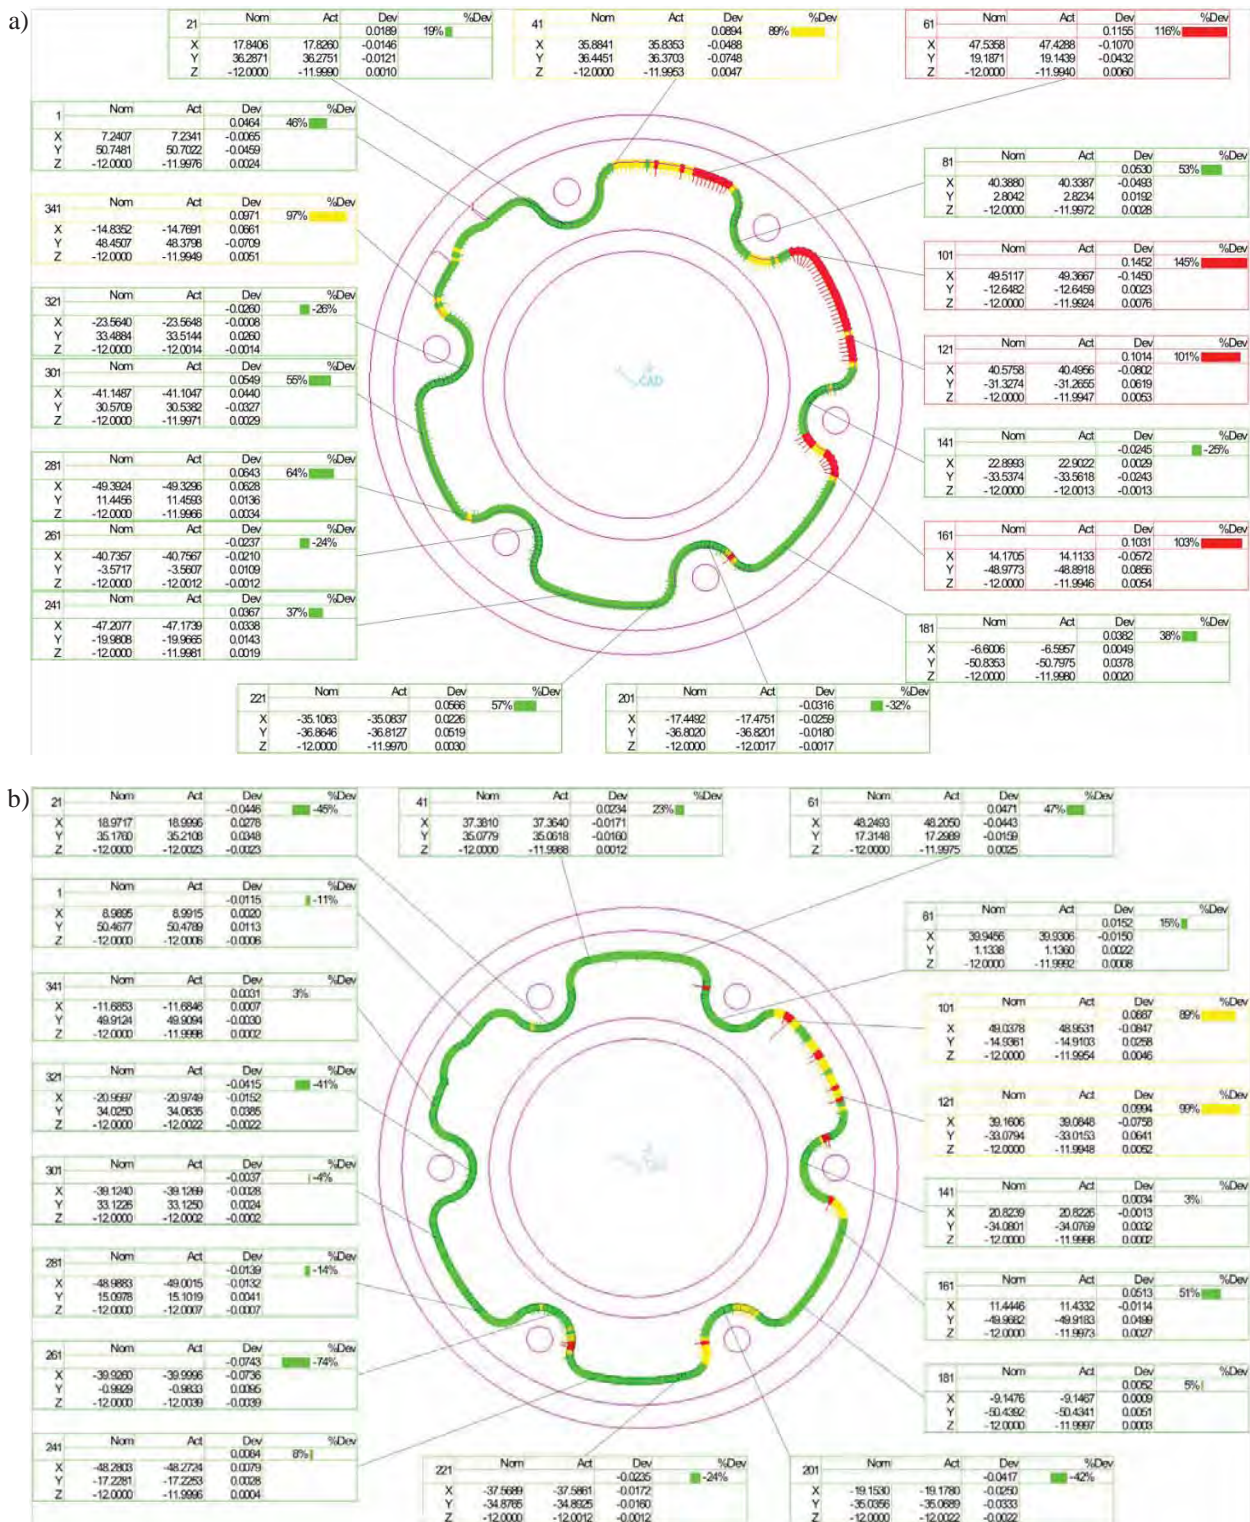 a)
21 Nom Act Dev %Dev
0.0189 19%
X 17.8406 17.8260 -0.0146
Y 36.2871 36.2751 -0.0121
Z -12.0000 -11.9990 0.0010
41 Nom Act Dev %Dev
0.0894 89%
X 35.8841 35.8353 -0.0488
Y 36.4451 36.3703 -0.0748
Z -12.0000 -11.9953 0.0047
61 Nom Act Dev %Dev
0.1155 116%
X 47.5358 47.4288 -0.1070
Y 19.1871 19.1439 -0.0432
Z -12.0000 -11.9940 0.0060
1 Nom Act Dev %Dev
0.0464 46%
X 7.2407 7.2341 -0.0065
Y 50.7481 50.7022 -0.0459
Z -12.0000 -11.9976 0.0024
81 Nom Act Dev %Dev
0.0530 53%
X 40.3880 40.3387 -0.0493
Y 2.8042 2.8234 0.0192
Z -12.0000 -11.9972 0.0028
341 Nom Act Dev %Dev
0.0971 97%
X -14.8352 -14.7691 0.0661
Y 48.4507 48.3798 -0.0709
Z -12.0000 -11.9949 0.0051
101 Nom Act Dev %Dev
0.1452 145%
X 49.5117 49.3667 -0.1450
Y -12.6482 -12.6459 0.0023
Z -12.0000 -11.9924 0.0076
321 Nom Act Dev %Dev
-0.0260 -26%
X -23.5640 -23.5648 -0.0008
Y 33.4884 33.5144 0.0260
Z -12.0000 -12.0014 -0.0014
CAD
121 Nom Act Dev %Dev
0.1014 101%
X 40.5758 40.4956 -0.0802
Y -31.3274 -31.2655 0.0619
Z -12.0000 -11.9947 0.0053
301 Nom Act Dev %Dev
0.0549 55%
X -41.1487 -41.1047 0.0440
Y 30.5709 30.5382 -0.0327
Z -12.0000 -11.9971 0.0029
141 Nom Act Dev %Dev
-0.0245 -25%
X 22.8993 22.9022 0.0029
Y -33.5374 -33.5618 -0.0243
Z -12.0000 -12.0013 -0.0013
281 Nom Act Dev %Dev
0.0643 64%
X -49.3924 -49.3296 0.0628
Y 11.4456 11.4593 0.0136
Z -12.0000 -11.9966 0.0034
161 Nom Act Dev %Dev
0.1031 103%
X 14.1705 14.1133 -0.0572
Y -48.9773 -48.8918 0.0856
Z -12.0000 -11.9946 0.0054
261 Nom Act Dev %Dev
-0.0237 -24%
X -40.7357 -40.7567 -0.0210
Y -3.5717 -3.5607 0.0109
Z -12.0000 -12.0012 -0.0012
241 Nom Act Dev %Dev
0.0367 37%
X -47.2077 -47.1739 0.0338
Y -19.9808 -19.9665 0.0143
Z -12.0000 -11.9981 0.0019
181 Nom Act Dev %Dev
0.0382 38%
X -6.6006 -6.5957 0.0049
Y -50.8353 -50.7975 0.0378
Z -12.0000 -11.9980 0.0020
221 Nom Act Dev %Dev
0.0566 57%
X -35.1063 -35.0837 0.0226
Y -36.8646 -36.8127 0.0519
Z -12.0000 -11.9970 0.0030
201 Nom Act Dev %Dev
-0.0316 -32%
X -17.4492 -17.4751 -0.0259
Y -36.8020 -36.8201 -0.0180
Z -12.0000 -12.0017 -0.0017
b)
21 Nom Act Dev %Dev
-0.0446 -45%
X 18.9717 18.9996 0.0278
Y 35.1760 35.2108 0.0348
Z -12.0000 -12.0023 -0.0023
41 Nom Act Dev %Dev
0.0234 23%
X 37.3810 37.3640 -0.0171
Y 35.0779 35.0618 -0.0160
Z -12.0000 -11.9988 0.0012
61 Nom Act Dev %Dev
0.0471 47%
X 48.2493 48.2050 -0.0443
Y 17.3148 17.2989 -0.0159
Z -12.0000 -11.9975 0.0025
1 Nom Act Dev %Dev
-0.0115 -11%
X 8.9895 8.9915 0.0020
Y 50.4677 50.4789 0.0113
Z -12.0000 -12.0006 -0.0006
61 Nom Act Dev %Dev
0.0152 15%
X 39.9456 39.9306 -0.0150
Y 1.1338 1.1360 0.0022
Z -12.0000 -11.9992 0.0008
341 Nom Act Dev %Dev
0.0031 3%
X -11.6853 -11.6846 0.0007
Y 49.9124 49.9094 -0.0030
Z -12.0000 -11.9998 0.0002
101 Nom Act Dev %Dev
0.0887 89%
X 49.0378 48.9531 -0.0847
Y -14.9361 -14.9103 0.0258
Z -12.0000 -11.9954 0.0046
321 Nom Act Dev %Dev
-0.0415 -41%
X -20.9597 -20.9749 -0.0152
Y 34.0250 34.0635 0.0385
Z -12.0000 -12.0022 -0.0022
121 Nom Act Dev %Dev
0.0994 99%
X 39.1606 39.0848 -0.0758
Y -33.0794 -33.0153 0.0641
Z -12.0000 -11.9948 0.0052
301 Nom Act Dev %Dev
-0.0037 -4%
X -39.1240 -39.1269 -0.0028
Y 33.1226 33.1250 0.0024
Z -12.0000 -12.0002 -0.0002
141 Nom Act Dev %Dev
0.0034 3%
X 20.8239 20.8226 -0.0013
Y -34.0801 -34.0769 0.0032
Z -12.0000 -11.9998 0.0002
281 Nom Act Dev %Dev
-0.0139 -14%
X -48.9883 -49.0015 -0.0132
Y 15.0978 15.1019 0.0041
Z -12.0000 -12.0007 -0.0007
161 Nom Act Dev %Dev
0.0513 51%
X 11.4446 11.4332 -0.0114
Y -49.9682 -49.9183 0.0499
Z -12.0000 -11.9973 0.0027
261 Nom Act Dev %Dev
-0.0743 -74%
X -39.9260 -39.9996 -0.0736
Y -0.9929 -0.9833 0.0095
Z -12.0000 -12.0039 -0.0039
181 Nom Act Dev %Dev
0.0052 5%
X -9.1476 -9.1467 0.0009
Y -50.4392 -50.4341 0.0051
Z -12.0000 -11.9997 0.0003
241 Nom Act Dev %Dev
0.0084 8%
X -48.2803 -48.2724 0.0079
Y -17.2281 -17.2253 0.0028
Z -12.0000 -11.9996 0.0004
221 Nom Act Dev %Dev
-0.0235 -24%
X -37.5689 -37.5861 -0.0172
Y -34.8765 -34.8925 -0.0160
Z -12.0000 -12.0012 -0.0012
201 Nom Act Dev %Dev
-0.0417 -42%
X -19.1530 -19.1780 -0.0250
Y -35.0356 -35.0689 -0.0333
Z -12.0000 -12.0022 -0.0022